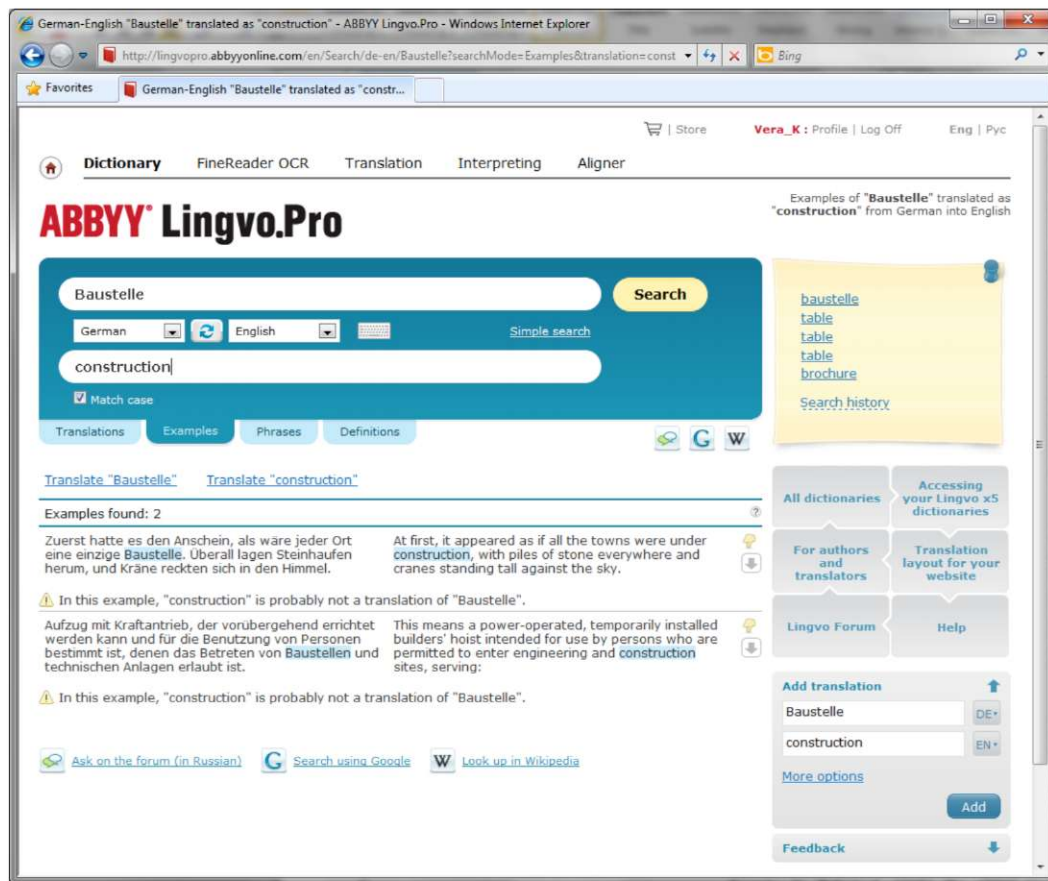 German-English "Baustelle" translated as "construction" - ABBYY Lingvo.Pro - Windows Internet Explorer
http://lingvopro.abbyyonline.com/en/Search/de-en/Baustelle?searchMode=Examples&translation=const
Bing
Favorites
German-English "Baustelle" translated as "constr...
Store
Vera_K : Profile | Log Off
Eng | Рус
Dictionary FineReader OCR Translation Interpreting Aligner
ABBYY Lingvo.Pro
Examples of "Baustelle" translated as
"construction" from German into English
Baustelle
Search
German English
Simple search
construction
Match case
Translations Examples Phrases Definitions
G W
baustelle
table
table
table
brochure
Search history
Translate "Baustelle" Translate "construction"
Examples found: 2
?
Zuerst hatte es den Anschein, als wäre jeder Ort
eine einzige Baustelle. Überall lagen Steinhaufen
herum, und Kräne reckten sich in den Himmel.
At first, it appeared as if all the towns were under
construction, with piles of stone everywhere and
cranes standing tall against the sky.
In this example, "construction" is probably not a translation of "Baustelle".
Aufzug mit Kraftantrieb, der vorübergehend errichtet
werden kann und für die Benutzung von Personen
bestimmt ist, denen das Betreten von Baustellen und
technischen Anlagen erlaubt ist.
This means a power-operated, temporarily installed
builders' hoist intended for use by persons who are
permitted to enter engineering and construction
sites, serving:
In this example, "construction" is probably not a translation of "Baustelle".
Ask on the forum (in Russian) G Search using Google W Look up in Wikipedia
All dictionaries
Accessing
your Lingvo x5
dictionaries
For authors
and
translators
Translation
layout for your
website
Lingvo Forum
Help
Add translation
Baustelle DE
construction EN
More options
Add
Feedback